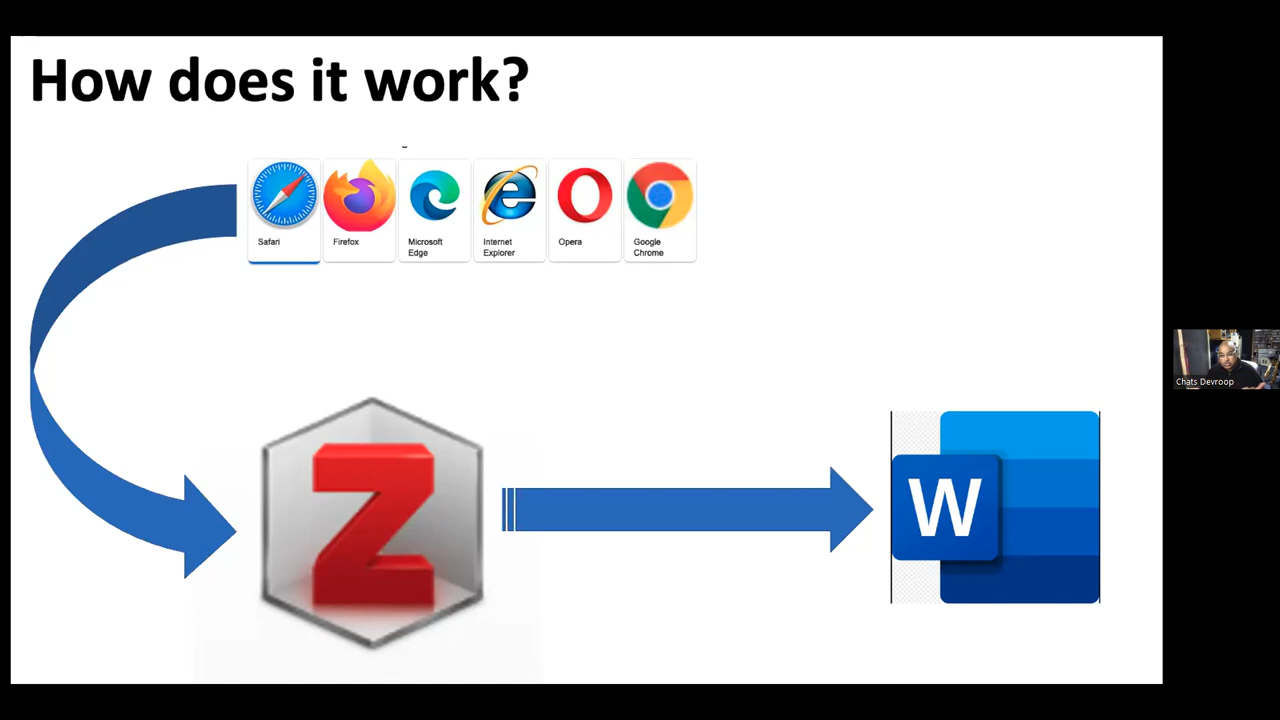 How does it work?
Safari
Firefox
Microsoft
Edge
Internet
Explorer
Opera
Google
Chrome
Z
W
Chats Devroop